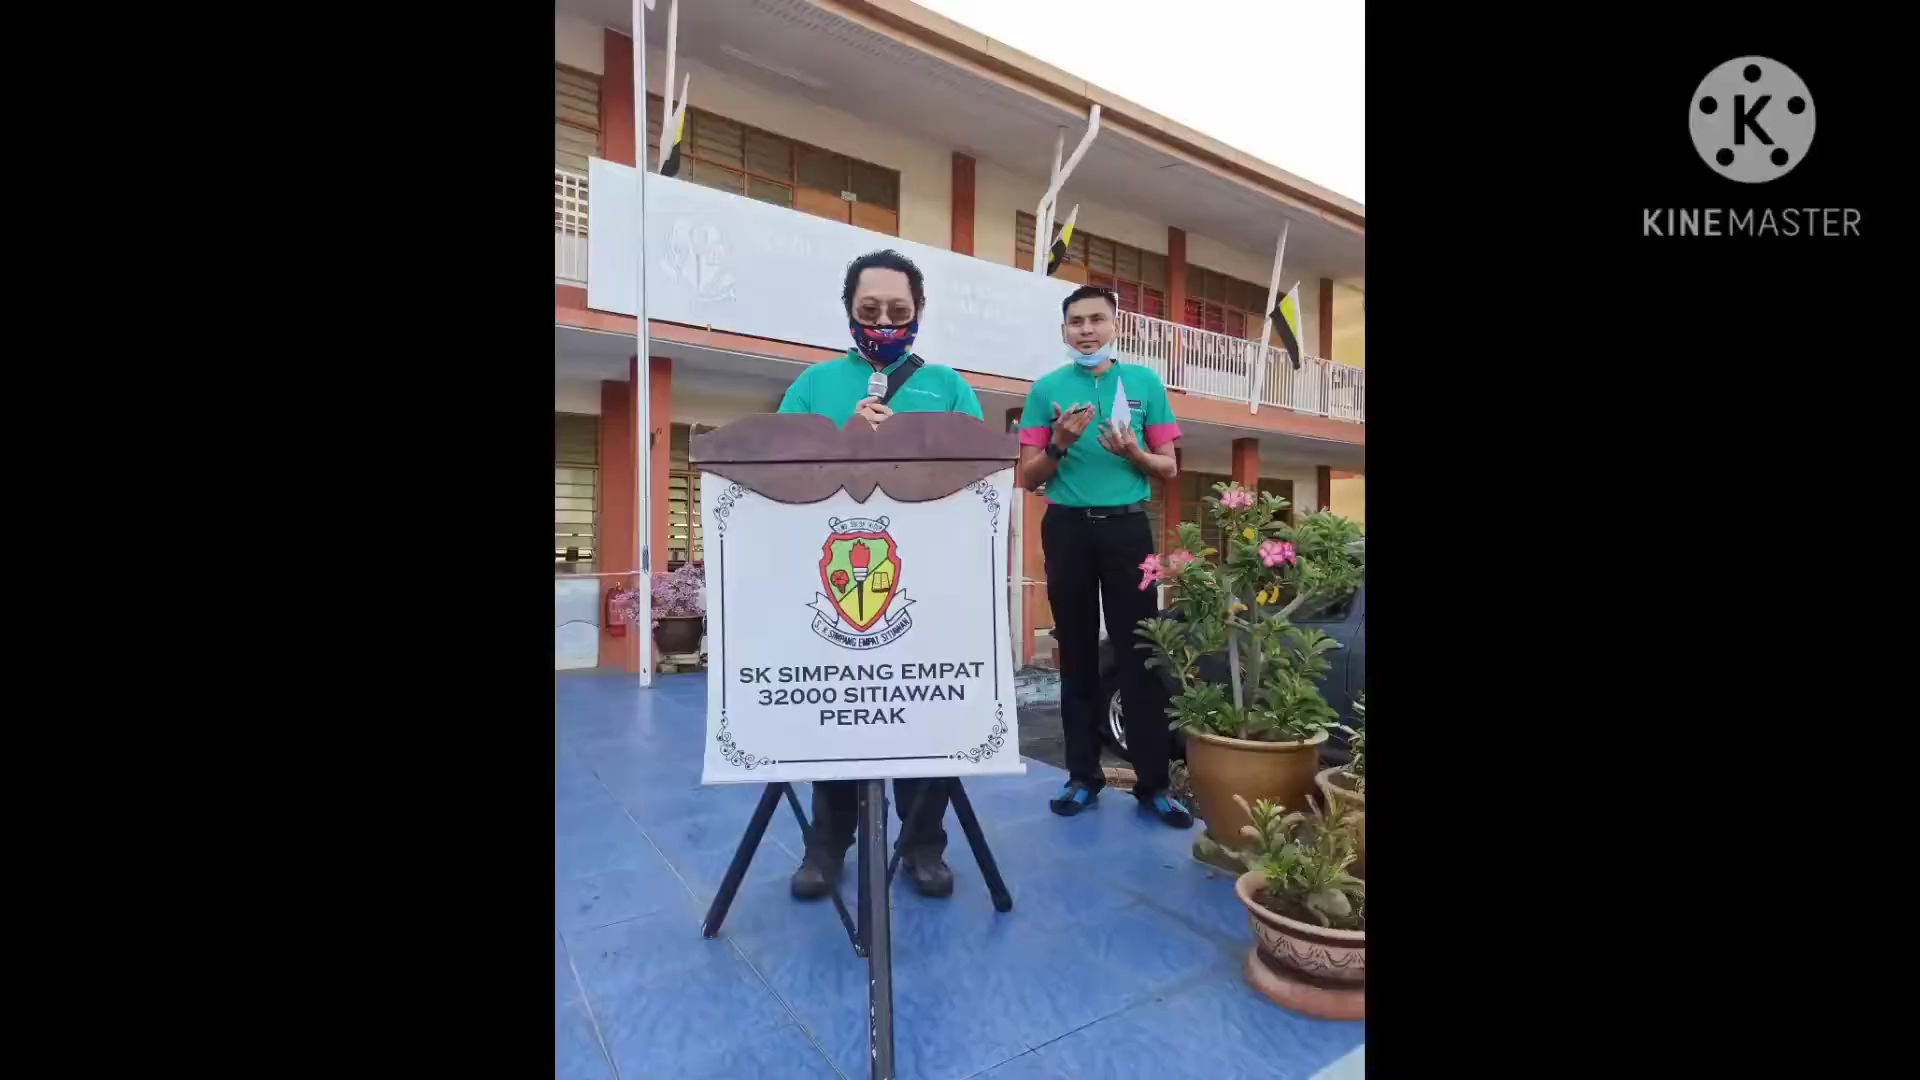 KINEMASTER
K
S. K SIMPANG EMPAT SITIAWAN
SK SIMPANG EMPAT
32000 SITIAWAN
PERAK